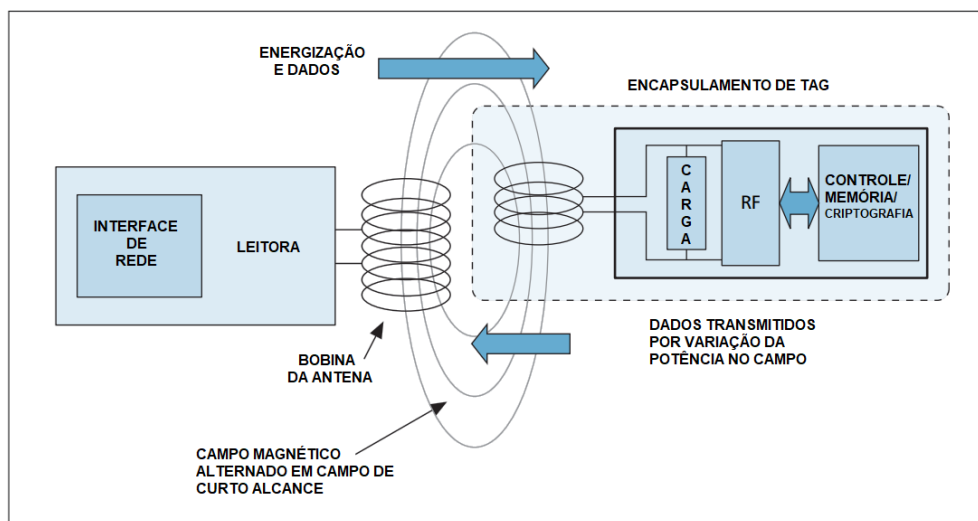 ENERGIZAÇÃO
E DADOS
ENCAPSULAMENTO DE TAG
INTERFACE
DE
REDE
LEITORA
CARGA
RF
CONTROLE/
MEMÓRIA/
CRIPTOGRAFIA
BOBINA
DA ANTENA
DADOS TRANSMITIDOS
POR VARIAÇÃO DA
POTÊNCIA NO CAMPO
CAMPO MAGNÉTICO
ALTERNADO EM CAMPO DE
CURTO ALCANCE